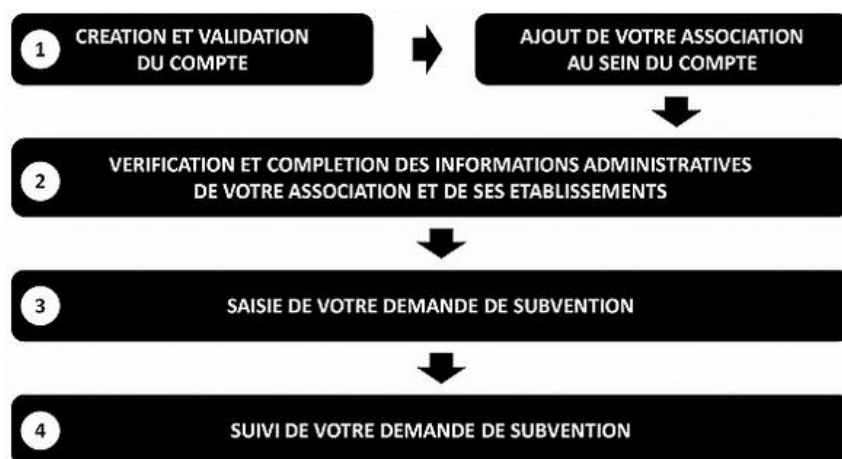 1
CREATION ET VALIDATION
DU COMPTE
AJOUT DE VOTRE ASSOCIATION
AU SEIN DU COMPTE
2
VERIFICATION ET COMPLETION DES INFORMATIONS ADMINISTRATIVES
DE VOTRE ASSOCIATION ET DE SES ETABLISSEMENTS
3
SAISIE DE VOTRE DEMANDE DE SUBVENTION
4
SUIVI DE VOTRE DEMANDE DE SUBVENTION